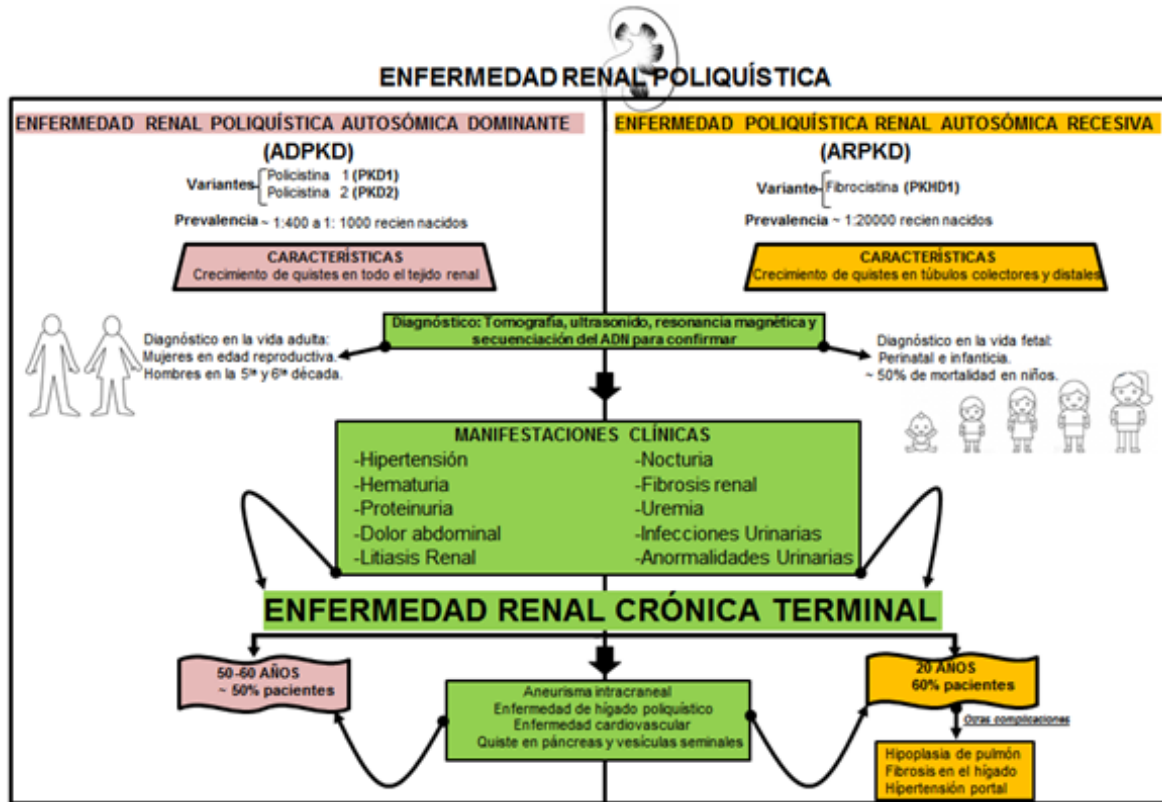 ENFERMEDAD RENAL POLIQUÍSTICA
ENFERMEDAD RENAL POLIQUÍSTICA AUTOSÓMICA DOMINANTE
(ADPKD)
Variantes
Policistina 1 (PKD1)
Policistina 2 (PKD2)
Prevalencia ~ 1:400 a 1: 1000 recien nacidos
CARACTERÍSTICAS
Crecimiento de quistes en todo el tejido renal
ENFERMEDAD POLIQUÍSTICA RENAL AUTOSÓMICA RECESIVA
(ARPKD)
Variante
Fibrocistina (PKHD1)
Prevalencia ~ 1:20000 recien nacidos
CARACTERÍSTICAS
Crecimiento de quistes en túbulos colectores y distales
Diagnóstico: Tomografía, ultrasonido, resonancia magnética y
secuenciación del ADN para confirmar
Diagnóstico en la vida adulta:
Mujeres en edad reproductiva.
Hombres en la 5ta y 6ta década.
Diagnóstico en la vida fetal:
Perinatal e infanticia.
~ 50% de mortalidad en niños.
MANIFESTACIONES CLÍNICAS
-Hipertensión
-Hematuria
-Proteinuria
-Dolor abdominal
-Litiasis Renal
-Nocturia
-Fibrosis renal
-Uremia
-Infecciones Urinarias
-Anormalidades Urinarias
ENFERMEDAD RENAL CRÓNICA TERMINAL
50-60 AÑOS
~ 50% pacientes
Aneurisma intracraneal
Enfermedad de hígado poliquístico
Enfermedad cardiovascular
Quiste en páncreas y vesículas seminales
20 AÑOS
60% pacientes
Otras complicaciones
Hipoplasia de pulmón
Fibrosis en el hígado
Hípertensión portal